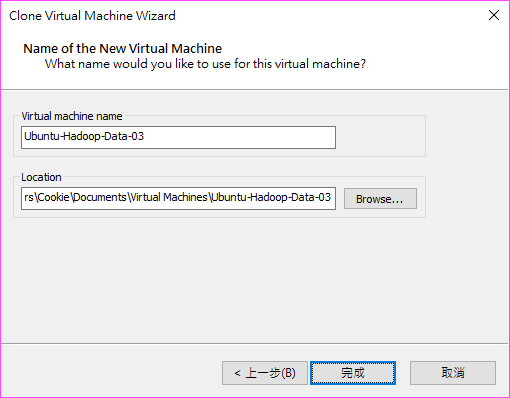 Clone Virtual Machine Wizard
Name of the New Virtual Machine
What name would you like to use for this virtual machine?
Virtual machine name
Ubuntu-Hadoop-Data-03
Location
rs\Cookie\Documents\Virtual Machines\Ubuntu-Hadoop-Data-03
Browse...
< 上一步(B)
完成
取消